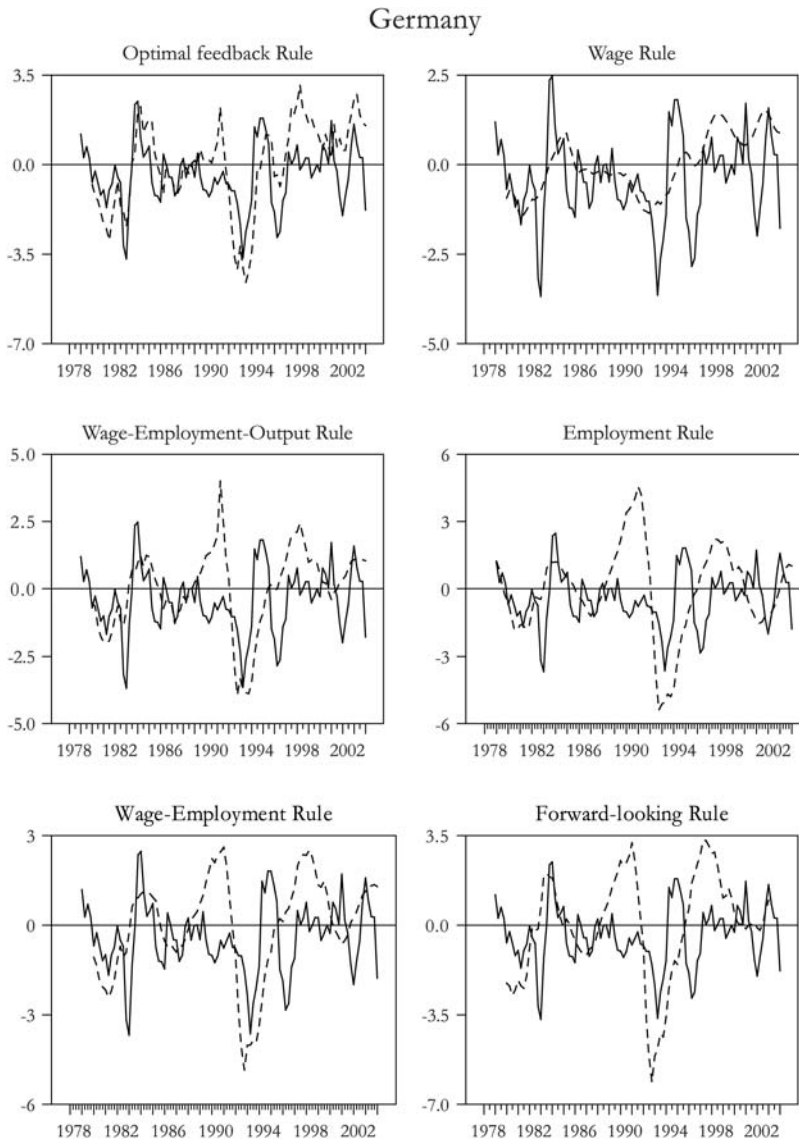 Germany
Optimal feedback Rule
3.5
0.0
-3.5
-7.0
1978 1982 1986 1990 1994 1998 2002
Wage Rule
2.5
0.0
-2.5
-5.0
1978 1982 1986 1990 1994 1998 2002
Wage-Employment-Output Rule
5.0
2.5
0.0
-2.5
-5.0
1978 1982 1986 1990 1994 1998 2002
Employment Rule
6
3
0
-3
-6
1978 1982 1986 1990 1994 1998 2002
Wage-Employment Rule
3
0
-3
-6
1978 1982 1986 1990 1994 1998 2002
Forward-looking Rule
3.5
0.0
-3.5
-7.0
1978 1982 1986 1990 1994 1998 2002